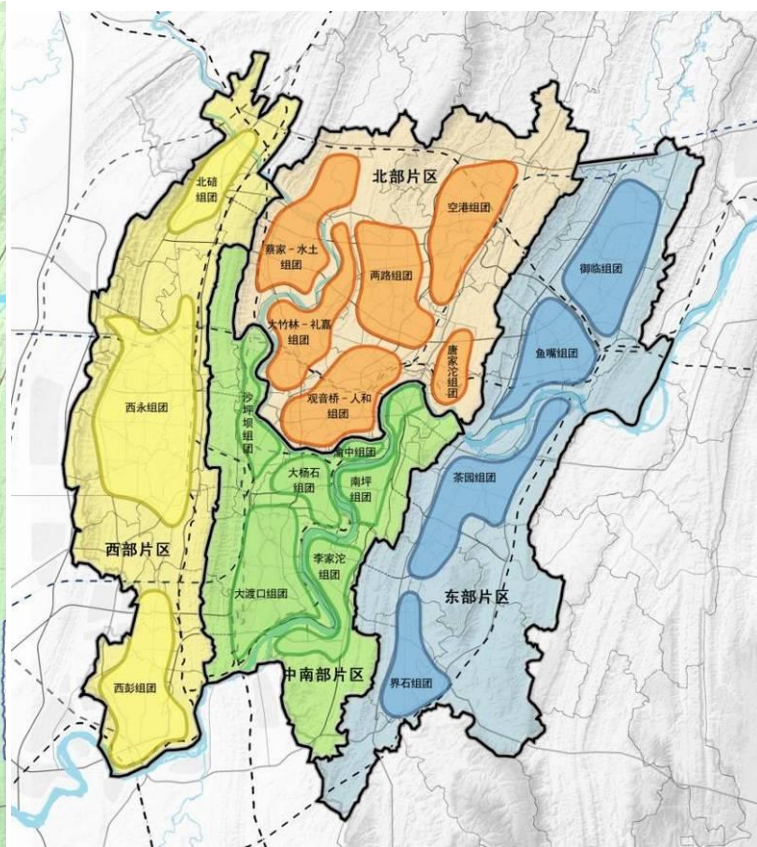 北部片区
北碚
组团
空港组团
蔡家－水土
组团
两路组团
御临组团
大竹林－礼嘉
组团
鱼嘴组团
唐家沱组团
观音桥－人和
组团
西永组团
沙坪坝组团
渝中组团
大杨石
组团
南坪
组团
茶园组团
西部片区
李家沱
组团
大渡口组团
东部片区
中南部片区
西彭组团
界石组团